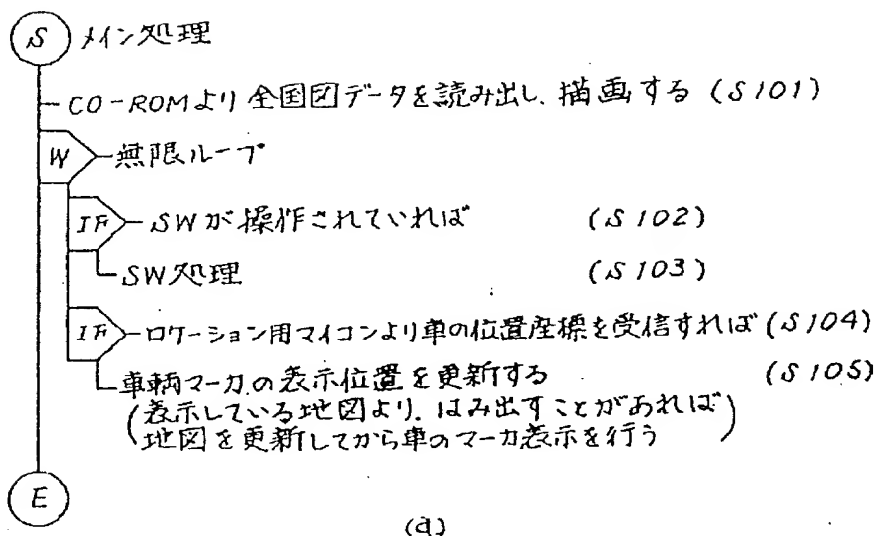 S メイン処理
CD-ROMより全国図データを読み出し、描画する (S101)
W 無限ループ
IF SWが操作されていれば (S102)
SW処理 (S103)
IF ロケーション用マイコンより車の位置座標を受信すれば (S104)
車輌マーカの表示位置を更新する (S105)
(表示している地図より、はみ出すことがあれば
地図を更新してから車のマーカ表示を行う)
E
(a)